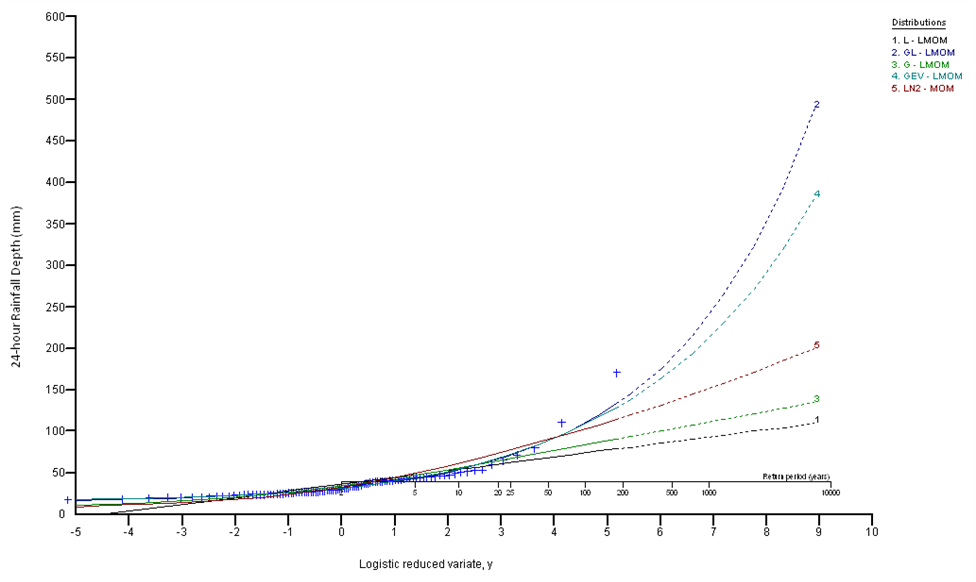 600
550
500
450
400
350
300
250
200
150
100
50
0
24-hour Rainfall Depth (mm)
Distributions
1. L - LMOM
2. GL - LMOM
3. G - LMOM
4. GEV - LMOM
5. LN2 - MOM
2
4
5
3
1
Return period (years)
5 10 20 25 50 100 200 500 1000 10000
-5 -4 -3 -2 -1 0 1 2 3 4 5 6 7 8 9 10
Logistic reduced variate, y